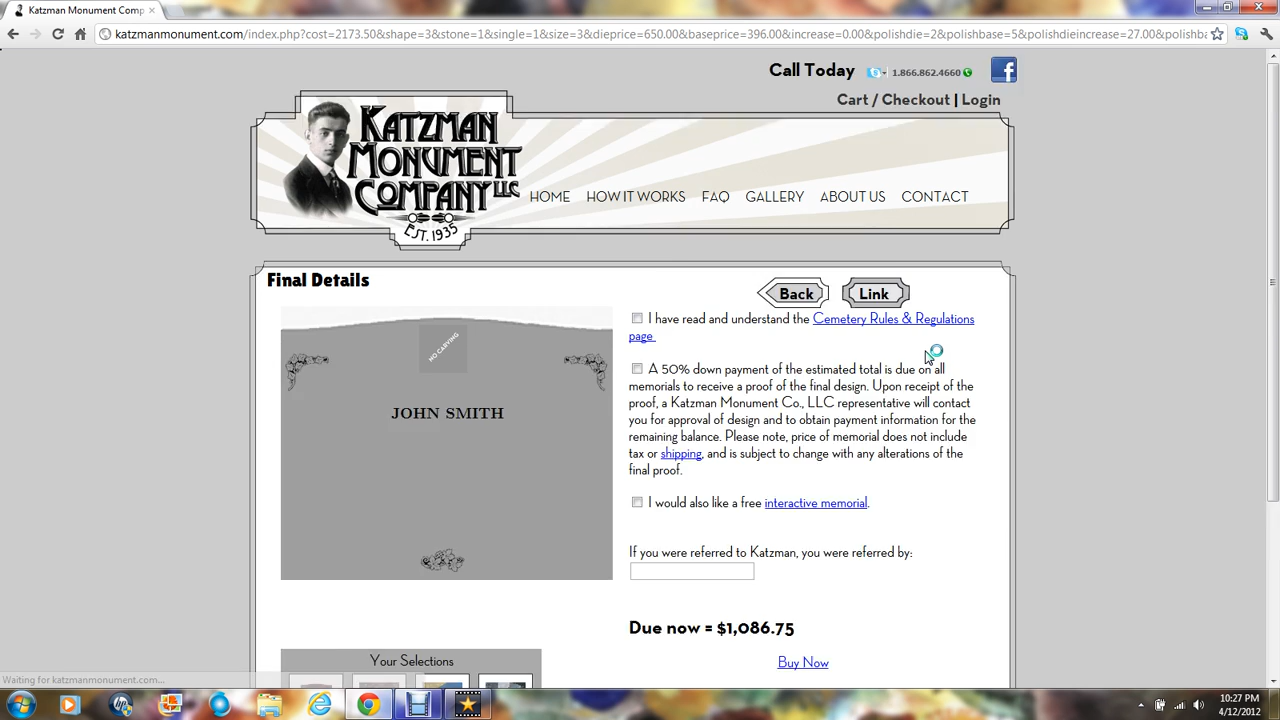 Katzman Monument Comp
katzmanmonument.com/index.php?cost=2173.50&shape=3&stone=1&single=1&size=3&dieprice=650.00&baseprice=396.00&increase=0.00&polishdie=2&polishbase=5&polishdieincrease=27.00&polishb
Call Today 1.866.862.4660
Cart / Checkout | Login
KATZMAN
MONUMENT
COMPANY LLC
EST. 1935
HOME HOW IT WORKS FAQ GALLERY ABOUT US CONTACT
Final Details
Back Link
NO CARVING
JOHN SMITH
I have read and understand the Cemetery Rules & Regulations
page.
A 50% down payment of the estimated total is due on all
memorials to receive a proof of the final design. Upon receipt of the
proof, a Katzman Monument Co., LLC representative will contact
you for approval of design and to obtain payment information for the
remaining balance. Please note, price of memorial does not include
tax or shipping, and is subject to change with any alterations of the
final proof.
I would also like a free interactive memorial.
If you were referred to Katzman, you were referred by:
Due now = $1,086.75
Buy Now
Your Selections
Waiting for katzmanmonument.com...
10:27 PM
4/12/2012